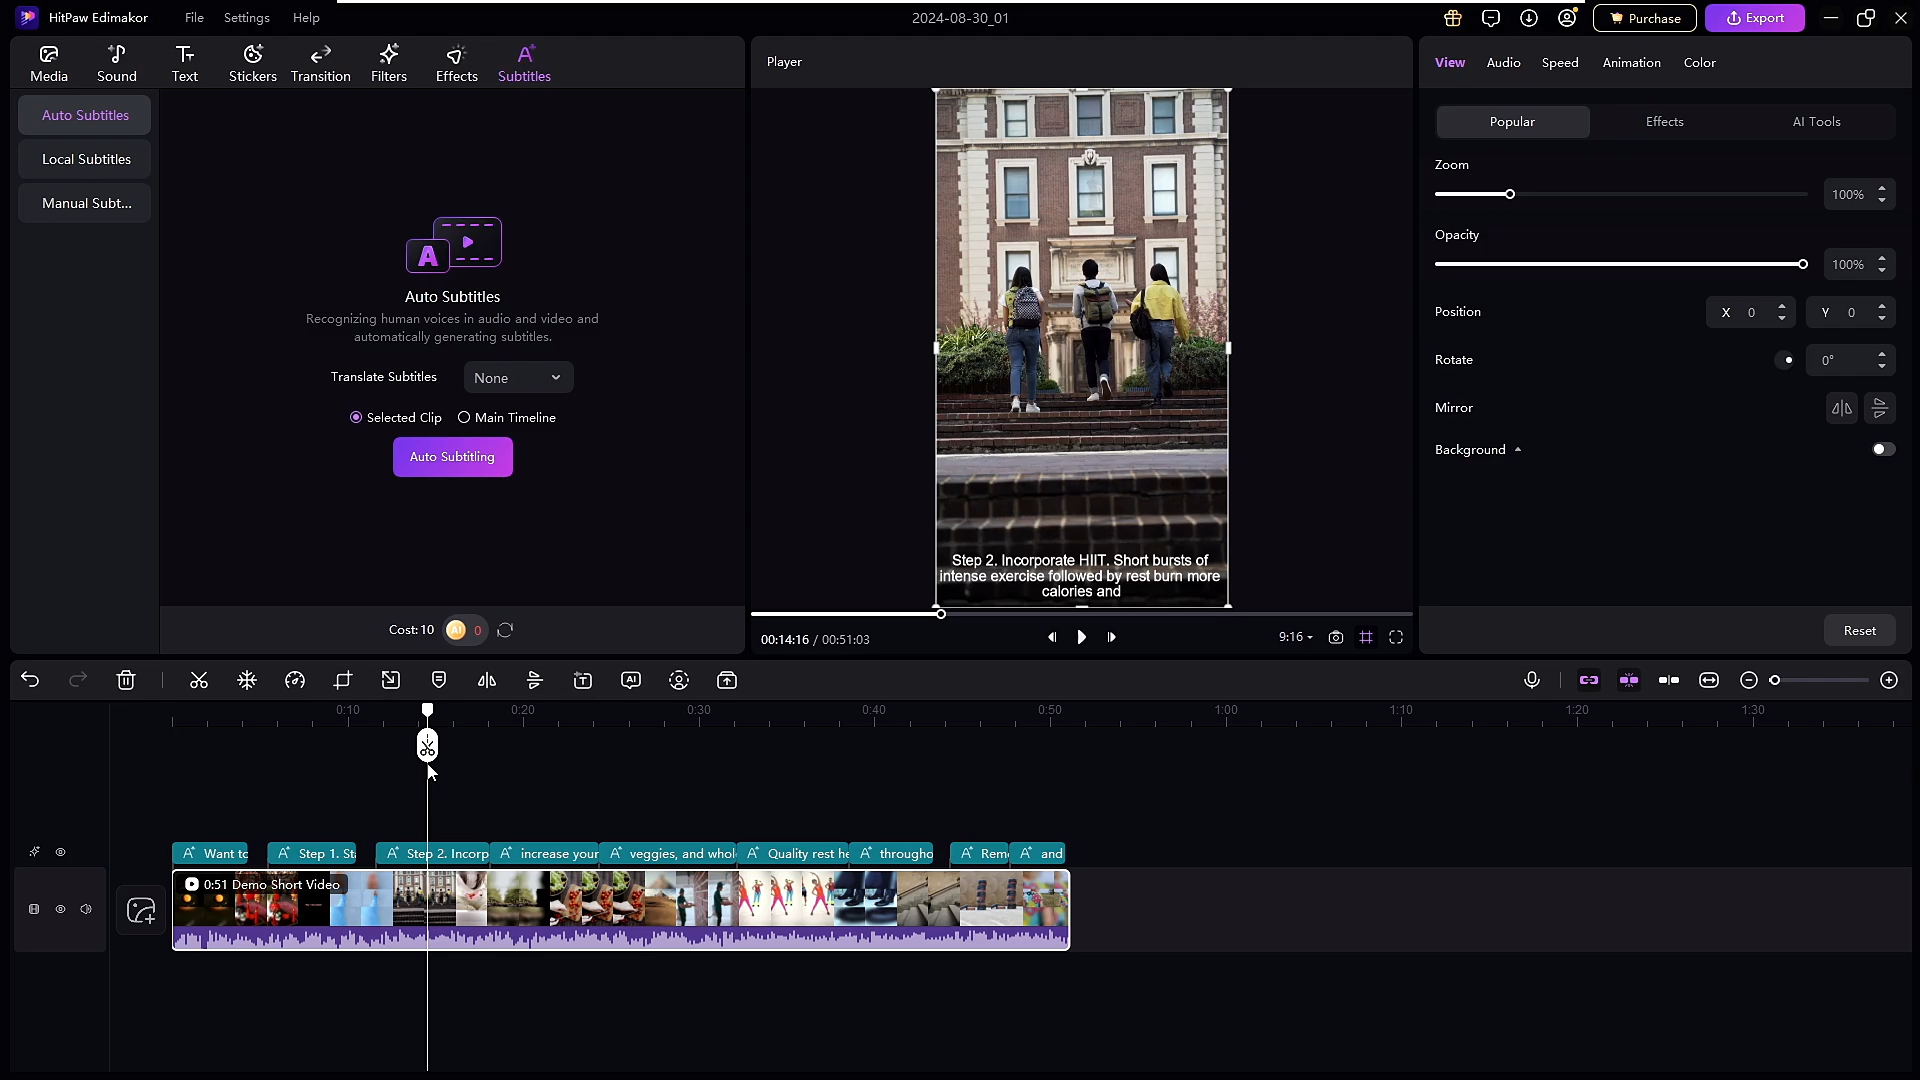 HitPaw Edimakor
File
Settings
Help
2024-08-30_01
Purchase
Export
Media
Sound
Text
Stickers
Transition
Filters
Effects
Subtitles
Auto Subtitles
Local Subtitles
Manual Subt...
Auto Subtitles
Recognizing human voices in audio and video and
automatically generating subtitles.
Translate Subtitles
None
Selected Clip
Main Timeline
Auto Subtitling
Cost:10
AI
0
Player
Step 2. Incorporate HIIT. Short bursts of
intense exercise followed by rest burn more
calories and
00:14:16 / 00:51:03
9:16
View
Audio
Speed
Animation
Color
Popular
Effects
AI Tools
Zoom
100%
Opacity
100%
Position
X 0
Y 0
Rotate
0°
Mirror
Background
Reset
AI
0:10
0:20
0:30
0:40
0:50
1:00
1:10
1:20
1:30
A Want to
A Step 1. Sta
A Step 2. Incorp
A increase your
A veggies, and whol
A Quality rest he
A througho
A Rem
A and
0:51 Demo Short Video